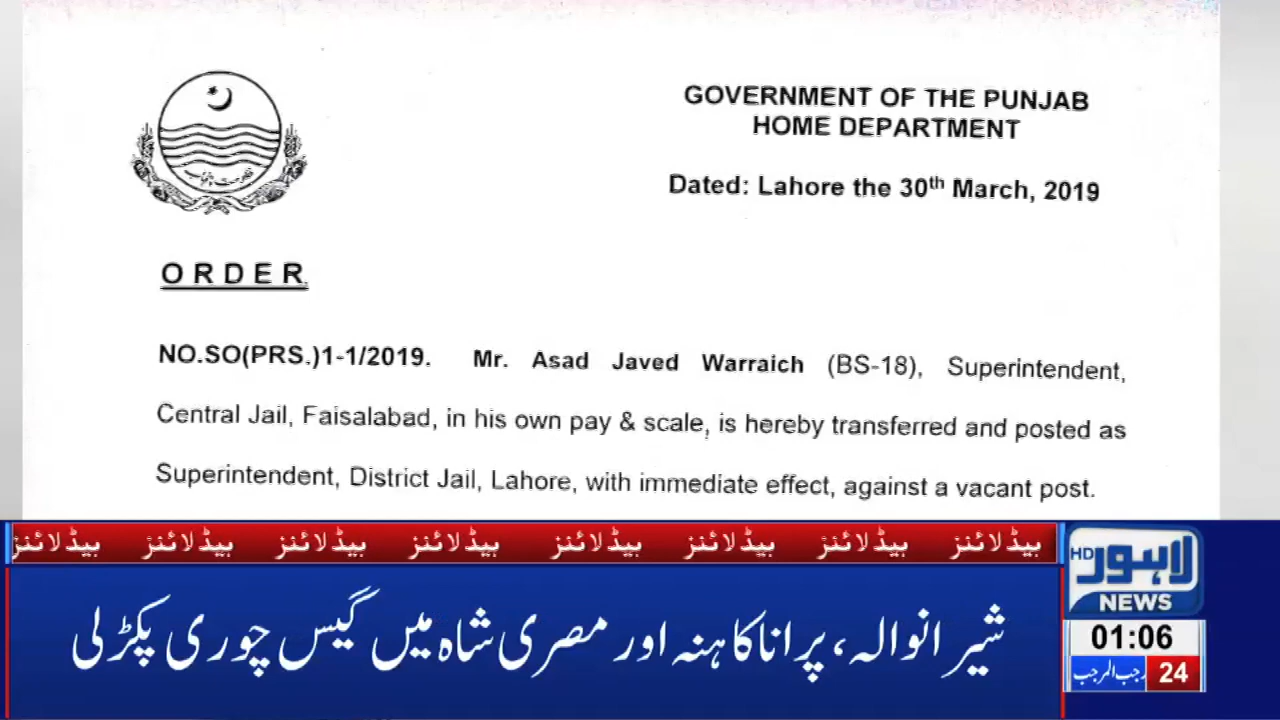 حکومت پنجاب
GOVERNMENT OF THE PUNJAB
HOME DEPARTMENT
Dated: Lahore the 30th March, 2019
ORDER.
NO.SO(PRS.)1-1/2019. Mr. Asad Javed Warraich (BS-18), Superintendent,
Central Jail, Faisalabad, in his own pay & scale, is hereby transferred and posted as
Superintendent, District Jail, Lahore, with immediate effect, against a vacant post.
ہیڈلائنز ہیڈلائنز ہیڈلائنز ہیڈلائنز ہیڈلائنز ہیڈلائنز ہیڈلائنز ہیڈلائنز
شیرانوالہ، پرانا کاہنہ اور مصری شاہ میں گیس چوری پکڑلی
لاہور HD
NEWS
01:06
24 رجب المرجب